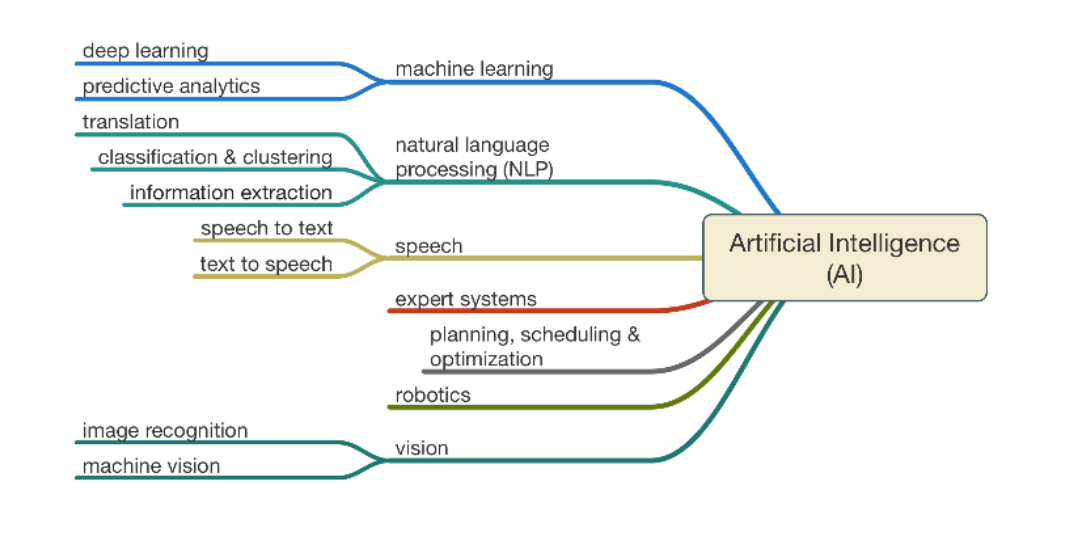 deep learning
predictive analytics
machine learning
translation
classification & clustering
information extraction
natural language
processing (NLP)
speech to text
text to speech
speech
expert systems
planning, scheduling &
optimization
robotics
image recognition
machine vision
vision
Artificial Intelligence
(AI)